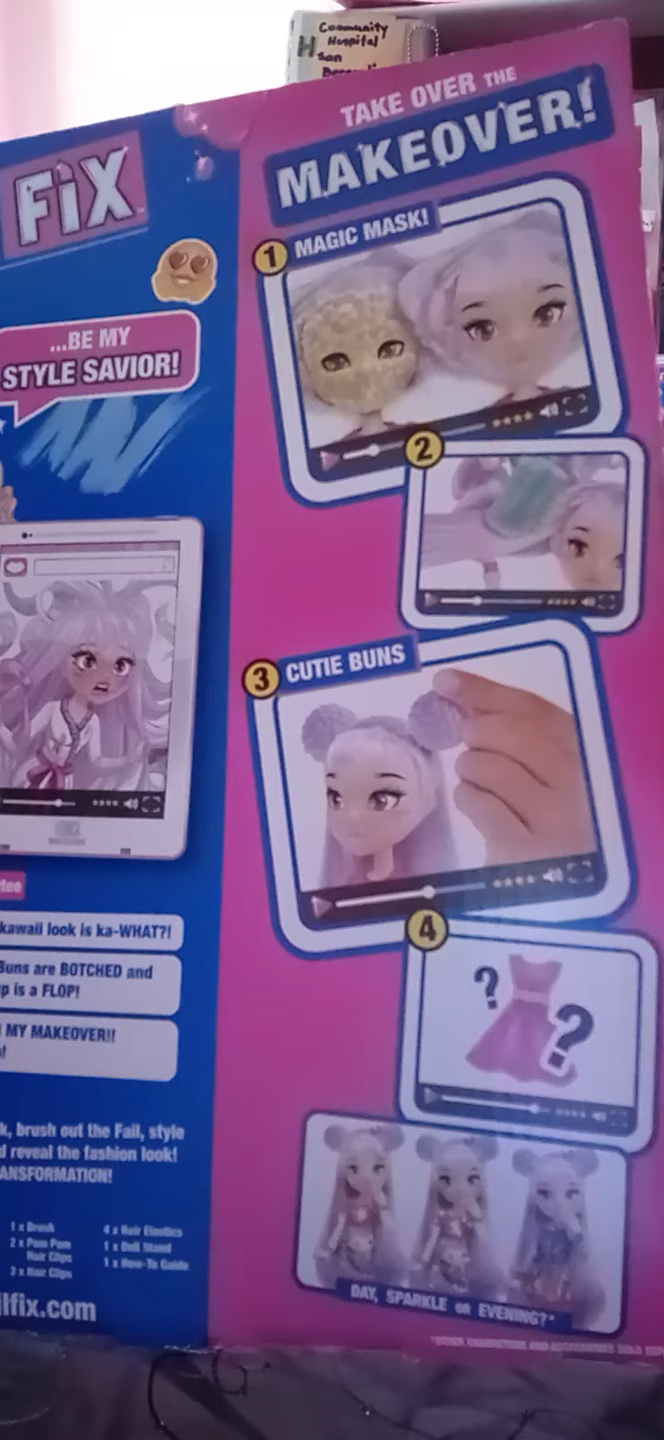 Community
H Hospital
San
FiX
...BE MY
STYLE SAVIOR!
kawaii look is ka-WHAT?!
Buns are BOTCHED and
p is a FLOP!
MY MAKEOVER!!
k, brush out the Fail, style
d reveal the fashion look!
ANSFORMATION!
1 x Brush
2 x Pom Pom
Hair Clips
3 x Hair Clips
4 x Hair Elastics
1 x Doll Stand
1 x How-To Guide
ilfix.com
TAKE OVER THE
MAKEOVER!
1 MAGIC MASK!
2
3 CUTIE BUNS
4
? ?
DAY, SPARKLE OR EVENING?*